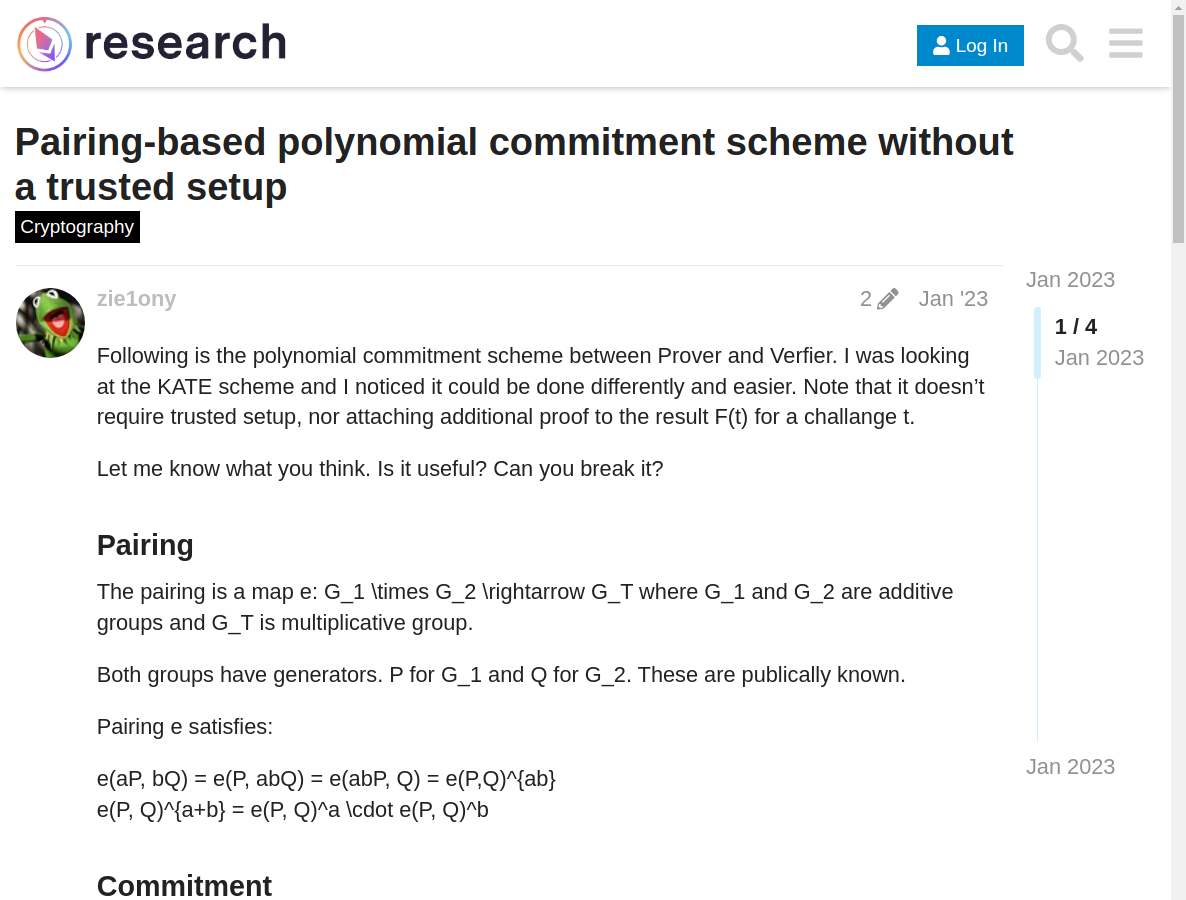 research
Log In
Pairing-based polynomial commitment scheme without
a trusted setup
Cryptography
zie1ony
2
Jan '23
Jan 2023
1 / 4
Jan 2023
Following is the polynomial commitment scheme between Prover and Verfier. I was looking
at the KATE scheme and I noticed it could be done differently and easier. Note that it doesn’t
require trusted setup, nor attaching additional proof to the result F(t) for a challange t.
Let me know what you think. Is it useful? Can you break it?
Pairing
The pairing is a map e: G_1 \times G_2 \rightarrow G_T where G_1 and G_2 are additive
groups and G_T is multiplicative group.
Both groups have generators. P for G_1 and Q for G_2. These are publically known.
Pairing e satisfies:
e(aP, bQ) = e(P, abQ) = e(abP, Q) = e(P,Q)^{ab}
e(P, Q)^{a+b} = e(P, Q)^a \cdot e(P, Q)^b
Jan 2023
Commitment